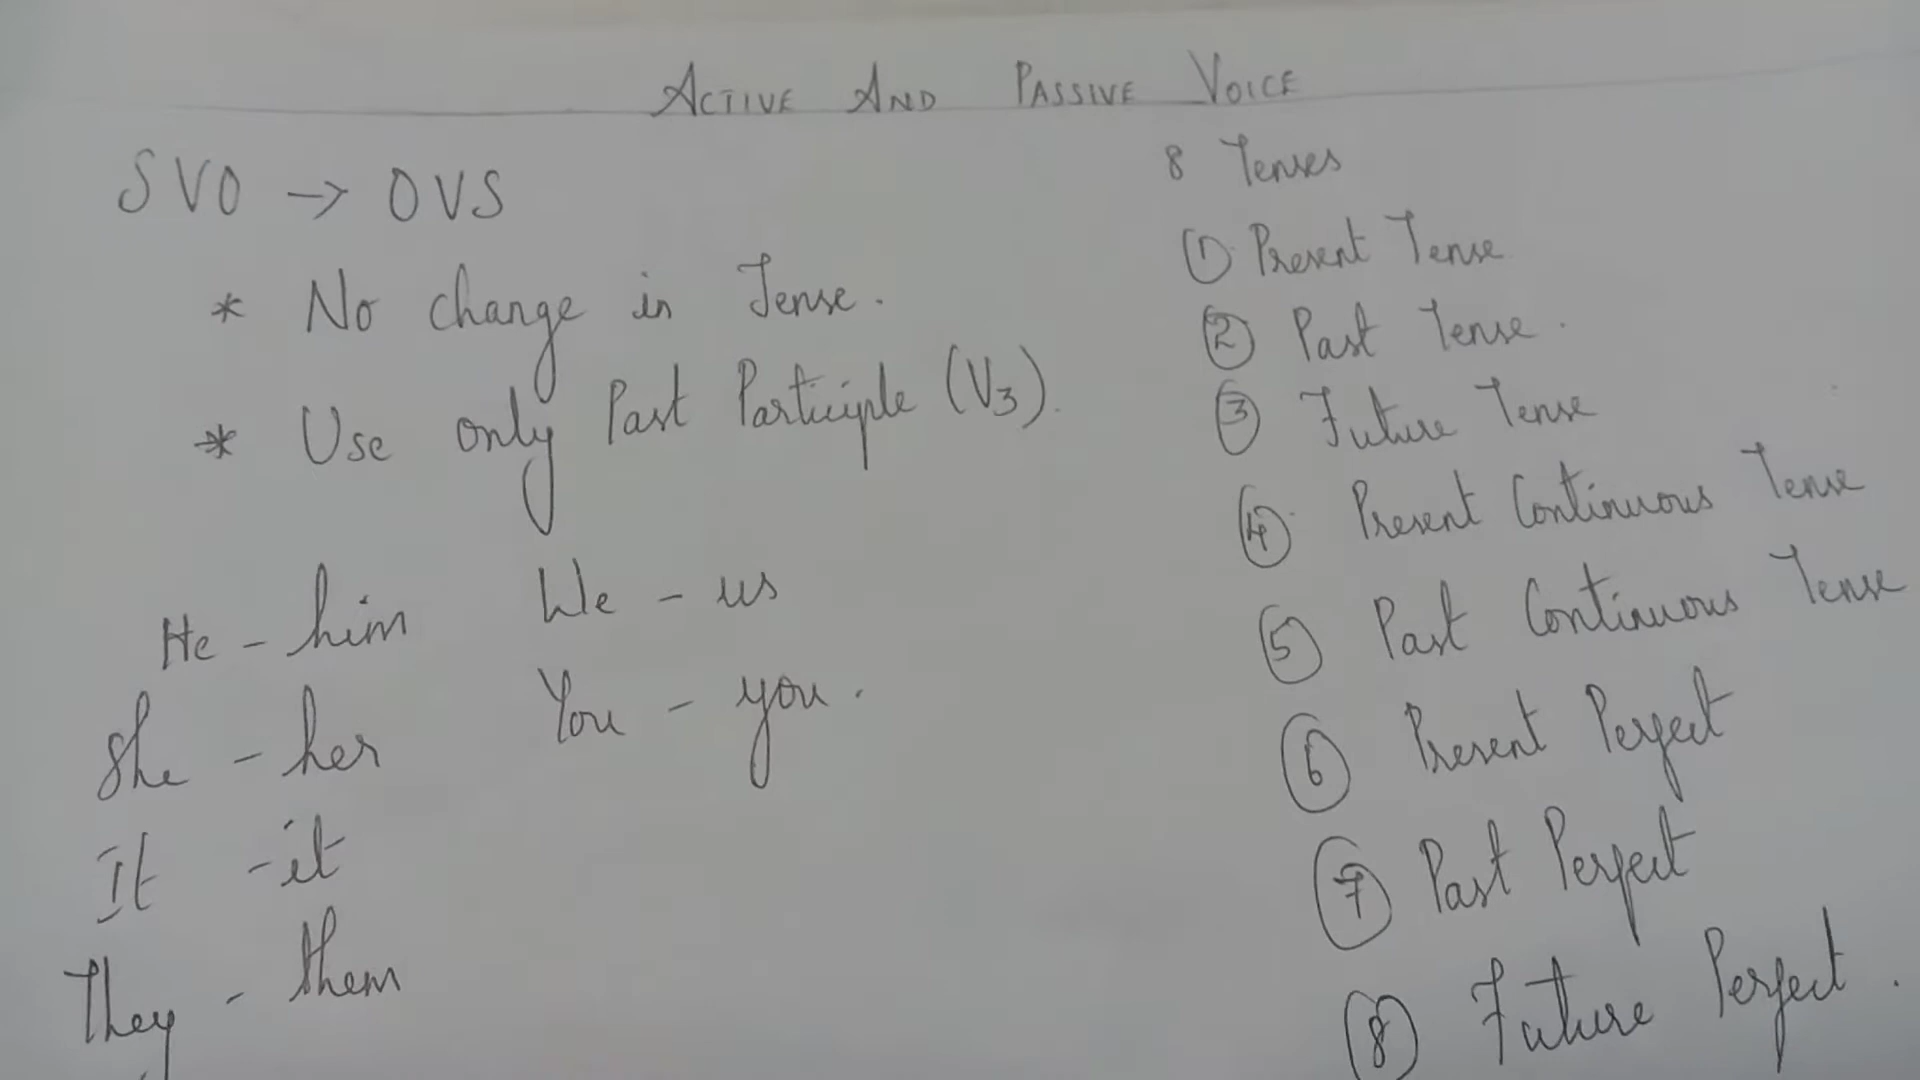 ACTIVE AND PASSIVE VOICE
SVO → OVS
* No change in Tense.
* Use only Past Participle (V3).
He - him
She - her
It - it
They - them
We - us
You - you.
8 Tenses
① Present Tense
② Past Tense.
③ Future Tense
④ Present Continuous Tense
⑤ Past Continuous Tense
⑥ Present Perfect
⑦ Past Perfect
⑧ Future Perfect.